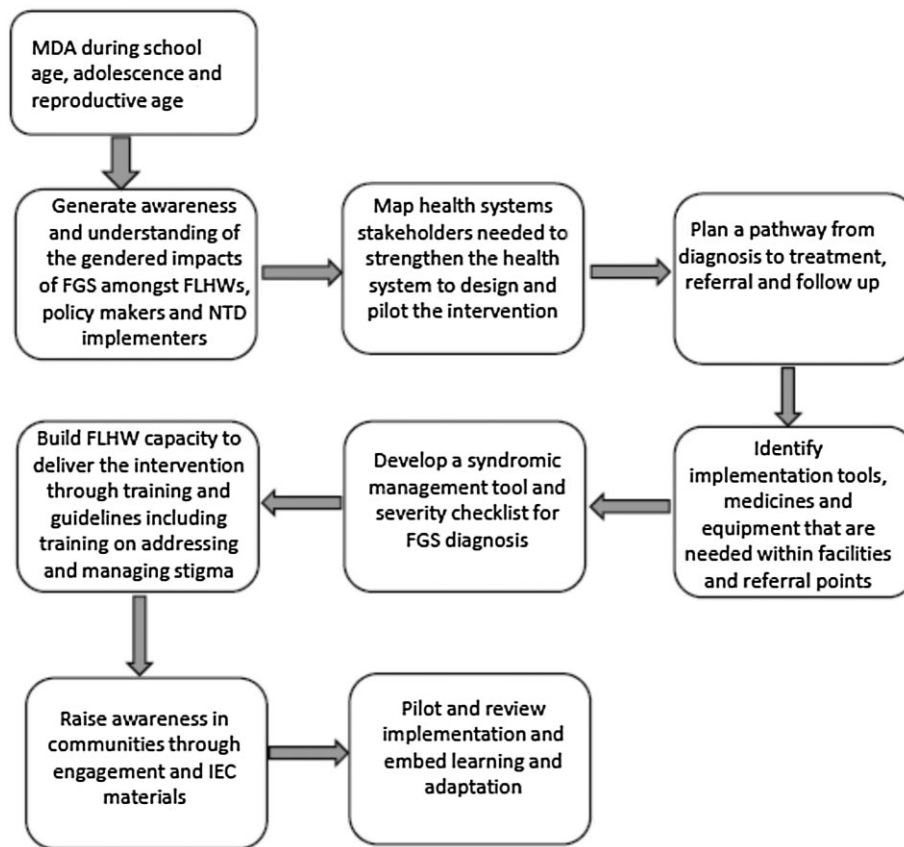 MDA during school
age, adolescence and
reproductive age
Generate awareness
and understanding of
the gendered impacts
of FGS amongst FLHWs,
policy makers and NTD
implementers
Map health systems
stakeholders needed to
strengthen the health
system to design and
pilot the intervention
Plan a pathway from
diagnosis to treatment,
referral and follow up
Identify
implementation tools,
medicines and
equipment that are
needed within facilities
and referral points
Develop a syndromic
management tool and
severity checklist for
FGS diagnosis
Build FLHW capacity to
deliver the intervention
through training and
guidelines including
training on addressing
and managing stigma
Raise awareness in
communities through
engagement and IEC
materials
Pilot and review
implementation and
embed learning and
adaptation